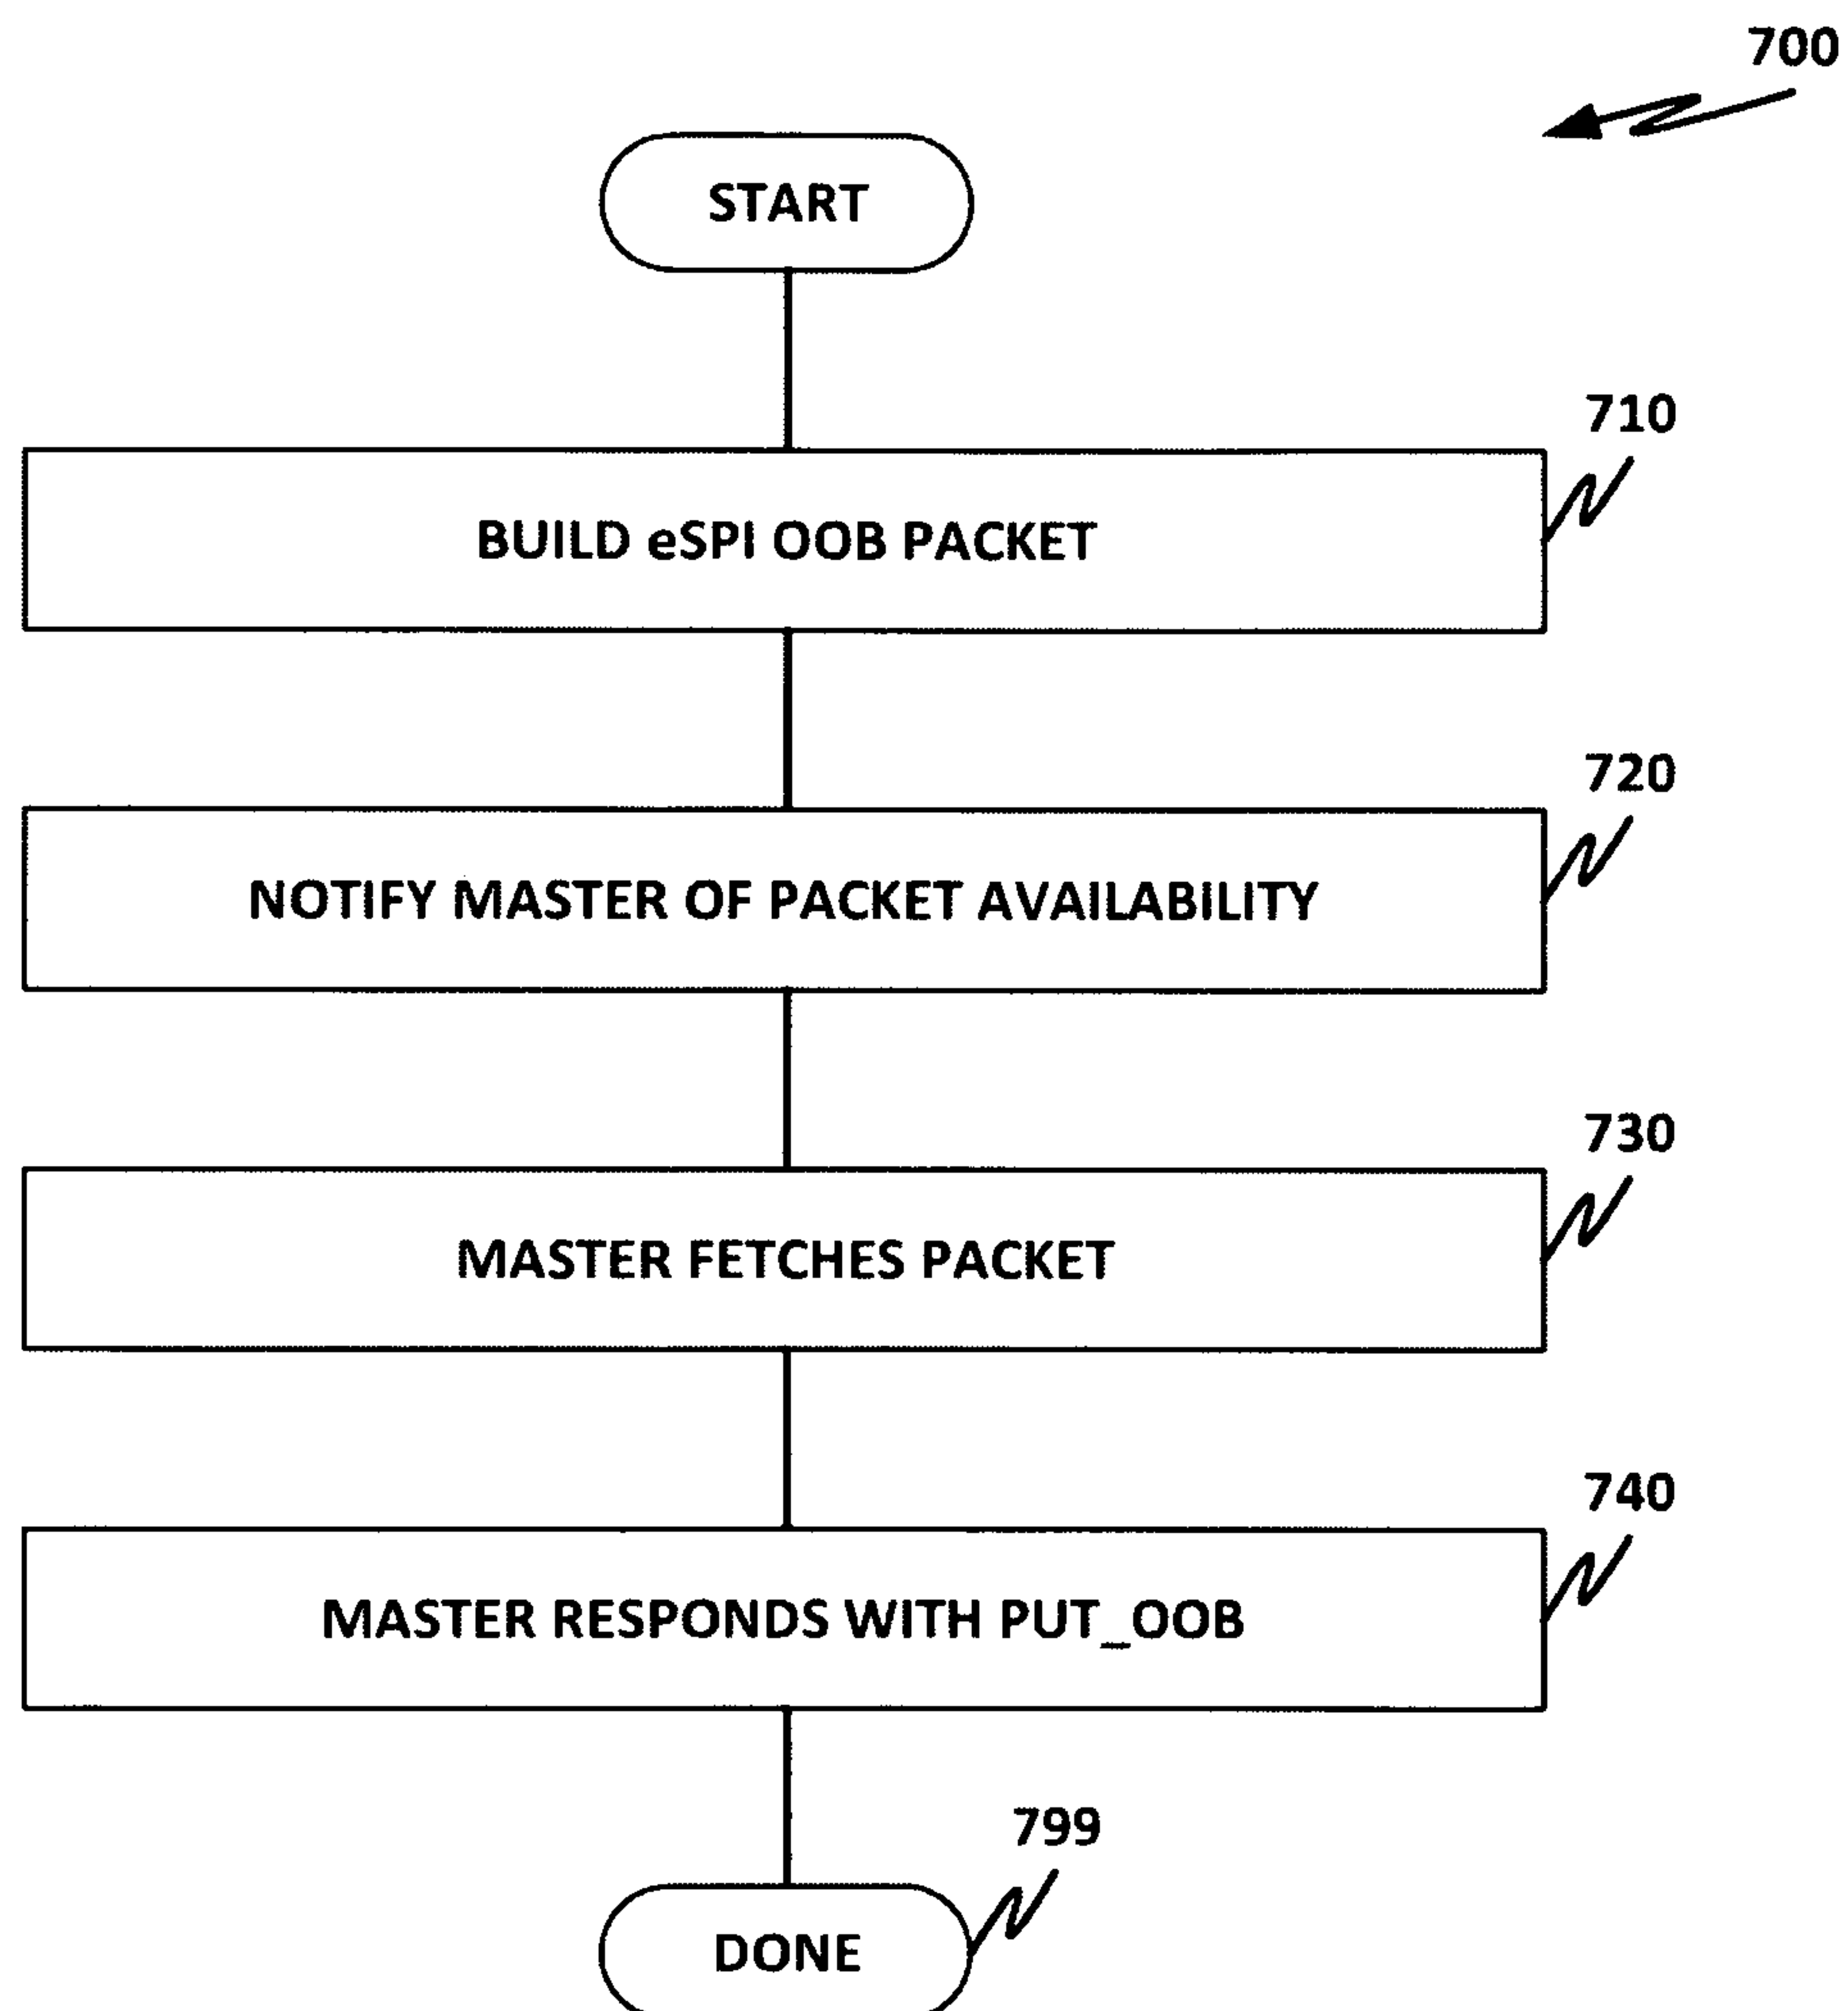 700
START
710
BUILD eSPI OOB PACKET
720
NOTIFY MASTER OF PACKET AVAILABILITY
730
MASTER FETCHES PACKET
740
MASTER RESPONDS WITH PUT_OOB
799
DONE